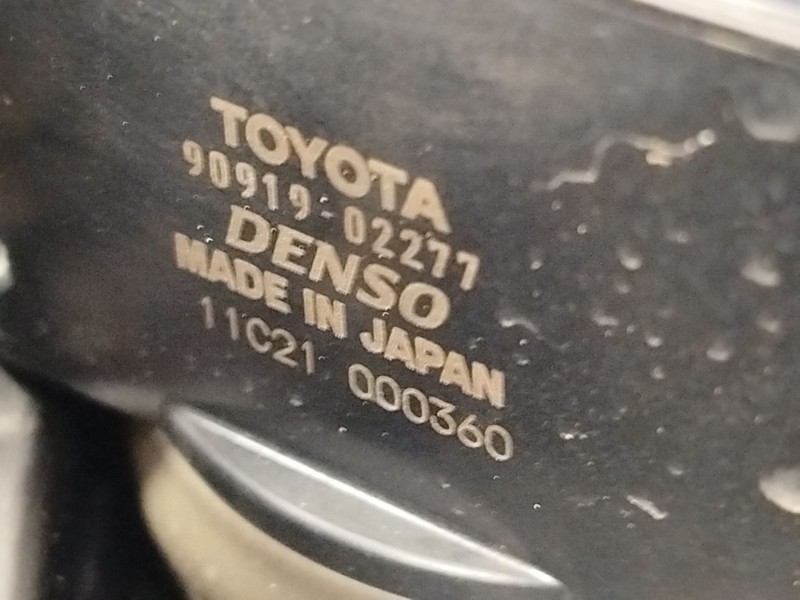 TOYOTA
90919-02277
DENSO
MADE IN JAPAN
11C21 000360